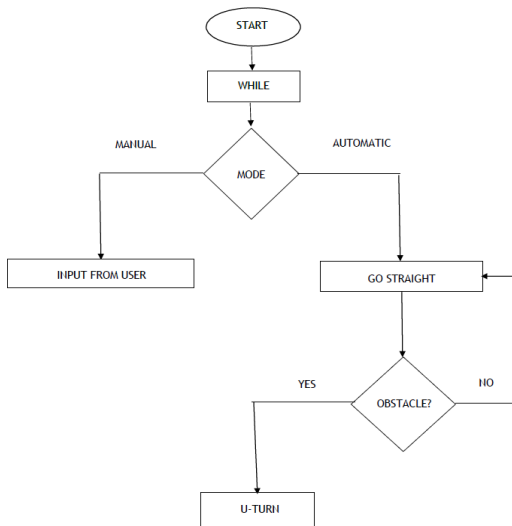 START
WHILE
MANUAL
AUTOMATIC
MODE
INPUT FROM USER
GO STRAIGHT
YES
NO
OBSTACLE?
U-TURN